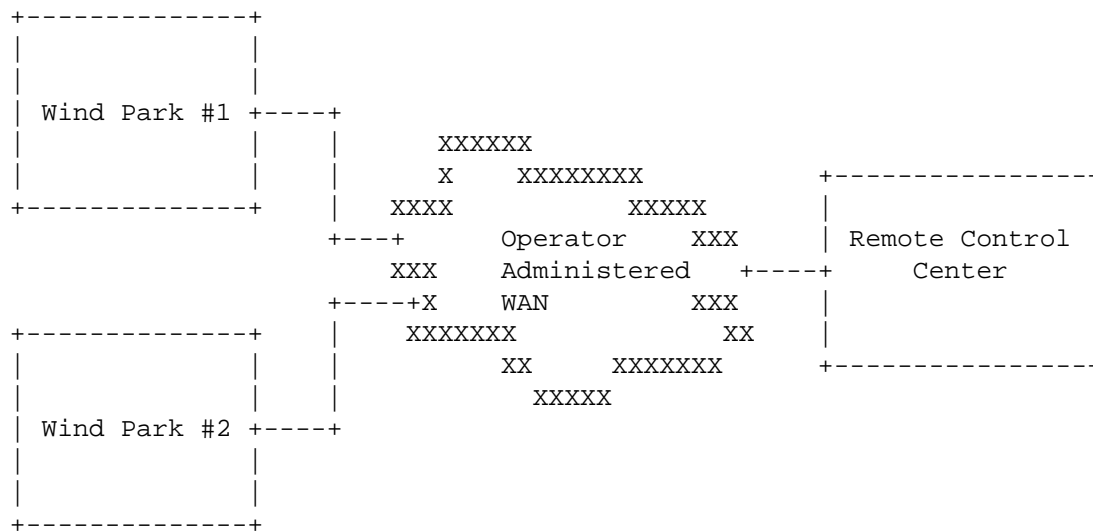 Wind Park #1
Operator
Administered
WAN
Remote Control
Center
Wind Park #2